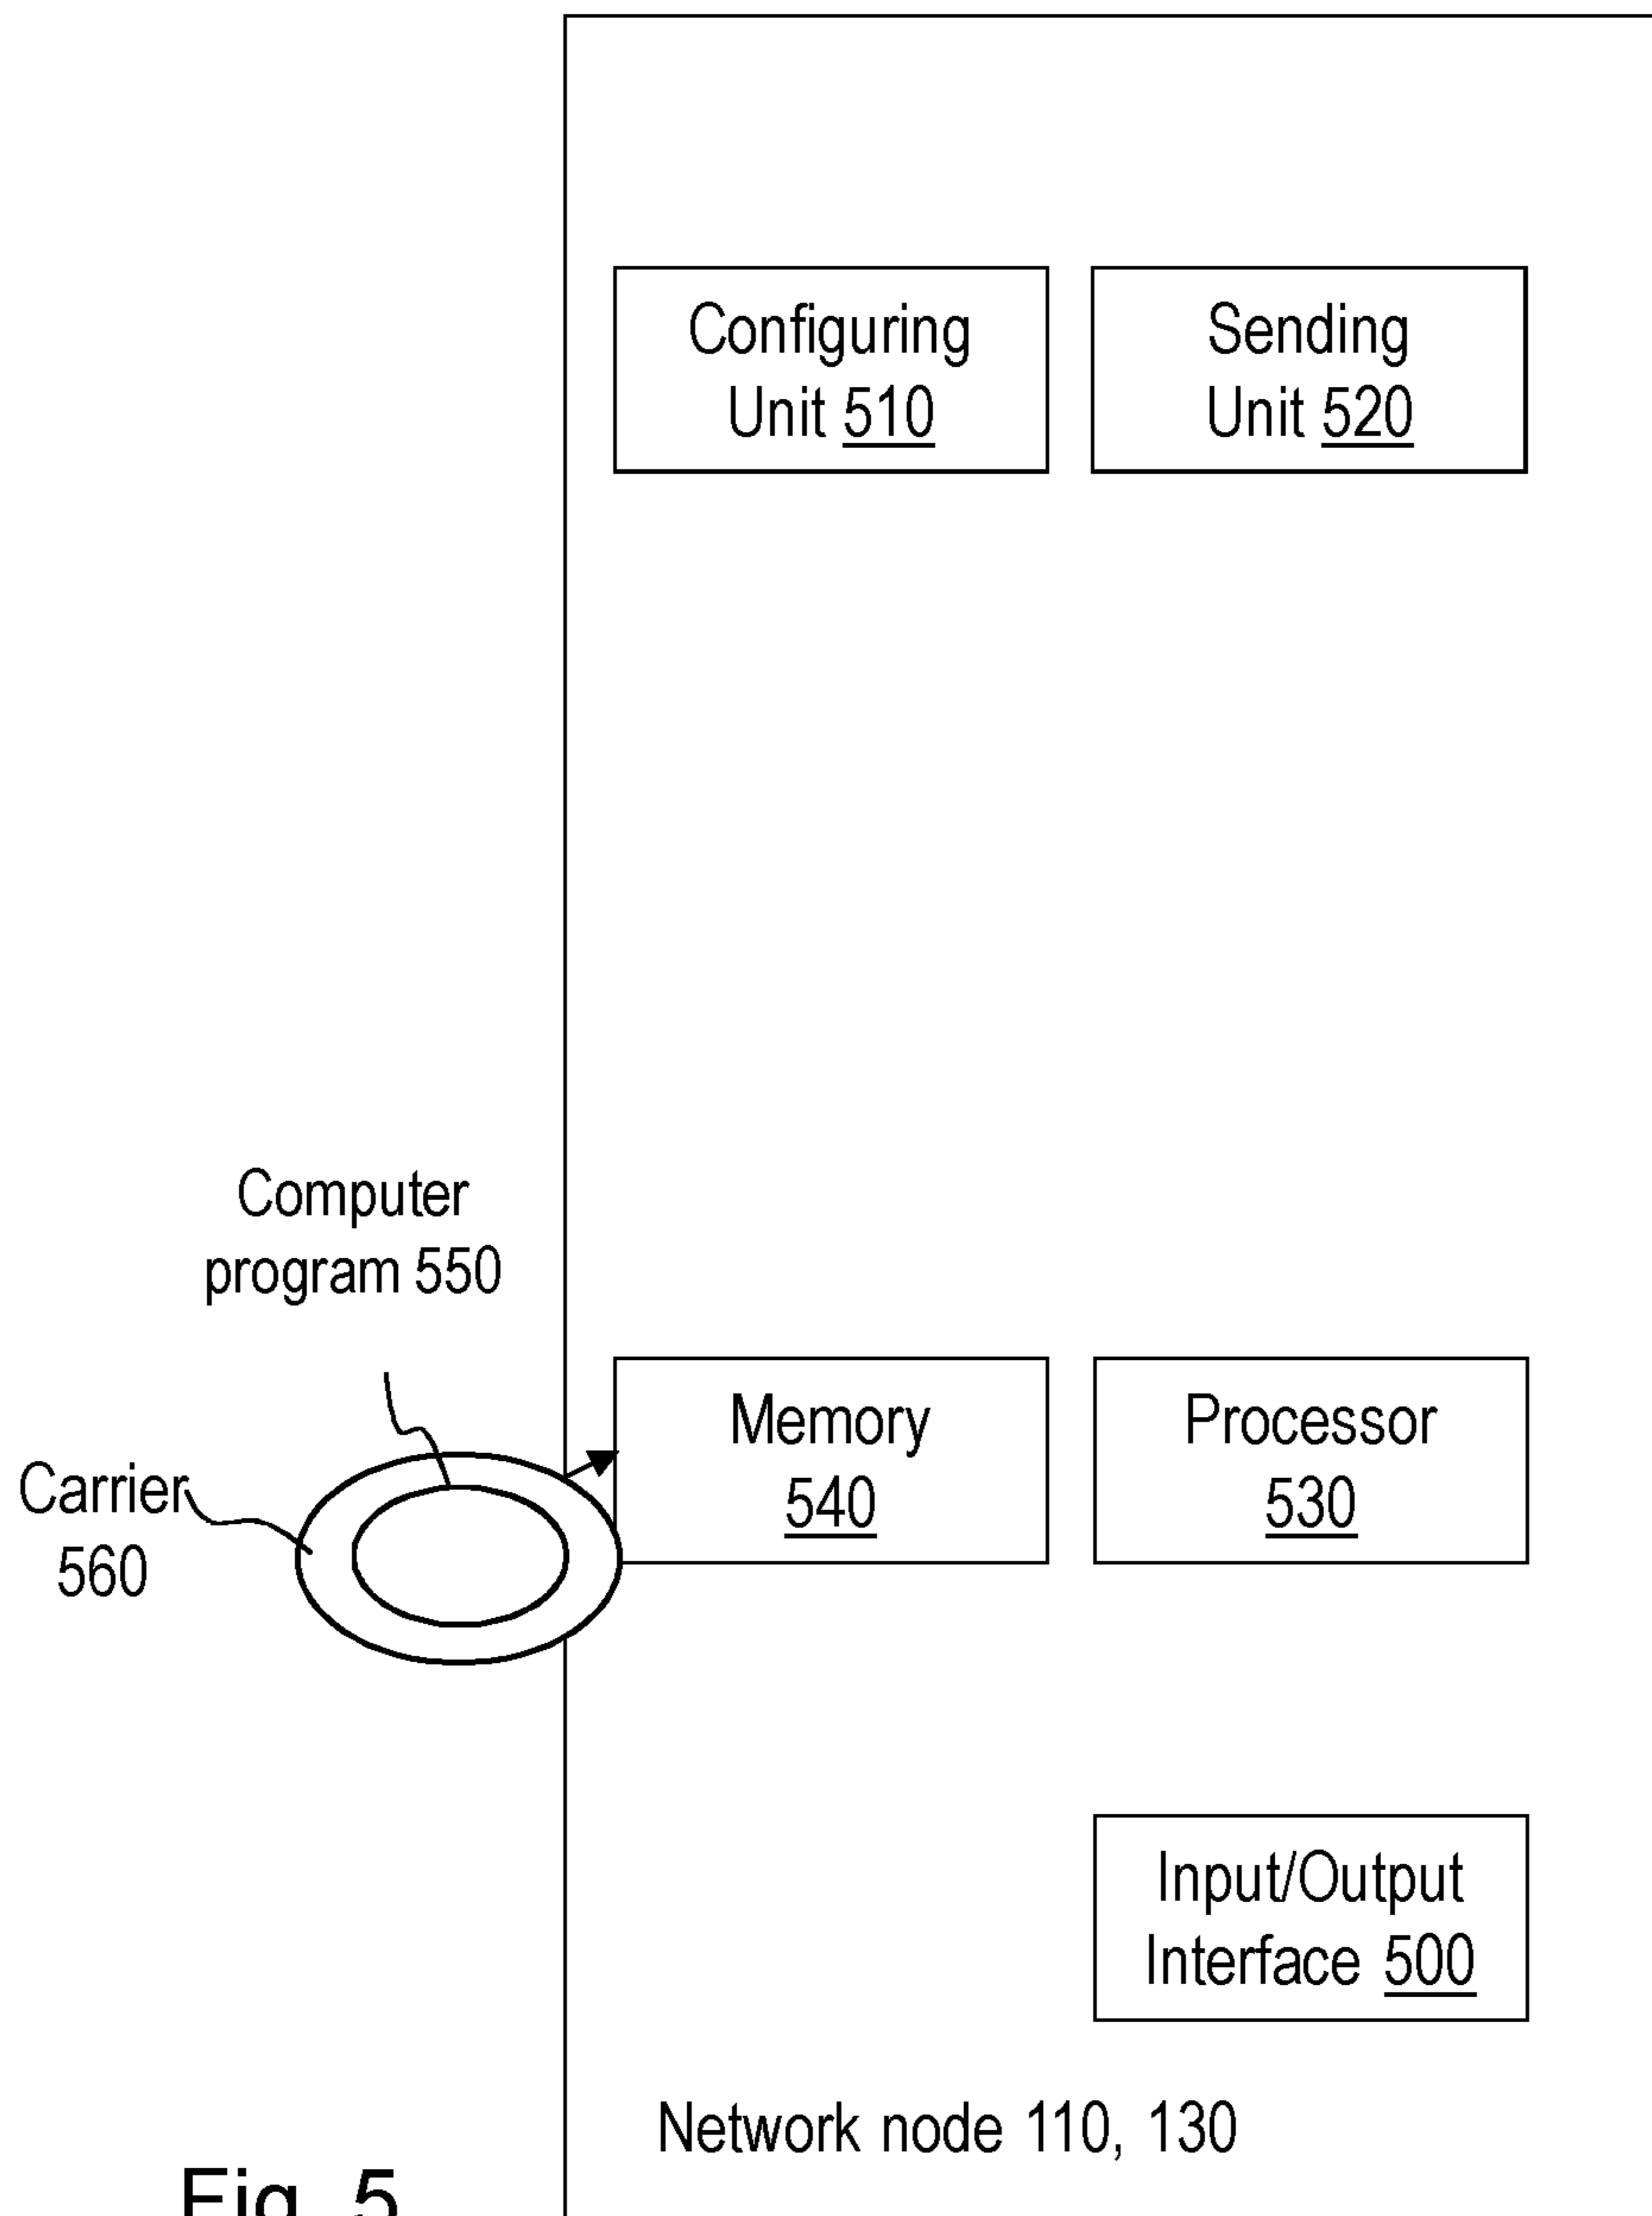 Configuring
Unit 510
Sending
Unit 520
Computer
program 550
Memory
540
Processor
530
Carrier
560
Input/Output
Interface 500
Network node 110, 130
Fig. 5